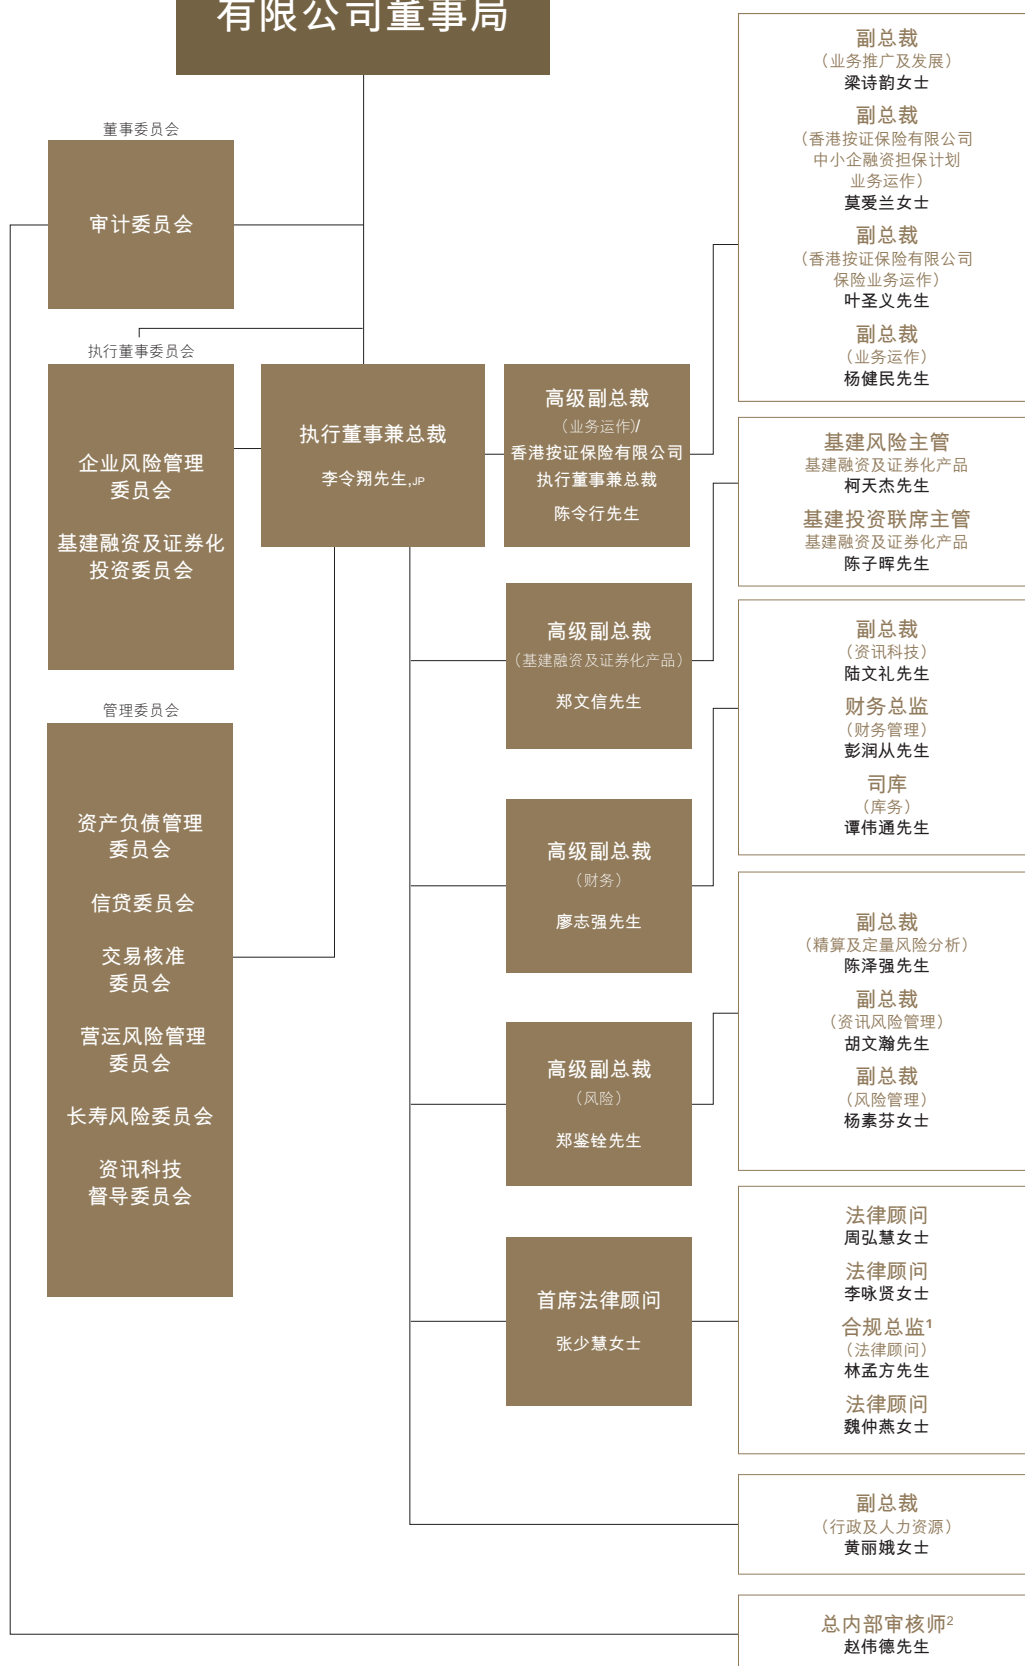 有限公司董事局
董事委员会
审计委员会
执行董事委员会
企业风险管理
委员会
基建融资及证券化
投资委员会
管理委员会
资产负债管理
委员会
信贷委员会
交易核准
委员会
营运风险管理
委员会
长寿风险委员会
资讯科技
督导委员会
执行董事兼总裁
李令翔先生,JP
高级副总裁
（业务运作）/
香港按证保险有限公司
执行董事兼总裁
陈令行先生
高级副总裁
（基建融资及证券化产品）
郑文信先生
高级副总裁
（财务）
廖志强先生
高级副总裁
（风险）
郑鉴铨先生
首席法律顾问
张少慧女士
副总裁
（业务推广及发展）
梁诗韵女士
副总裁
（香港按证保险有限公司
中小企融资担保计划
业务运作）
莫爱兰女士
副总裁
（香港按证保险有限公司
保险业务运作）
叶圣义先生
副总裁
（业务运作）
杨健民先生
基建风险主管
基建融资及证券化产品
柯天杰先生
基建投资联席主管
基建融资及证券化产品
陈子晖先生
副总裁
（资讯科技）
陆文礼先生
财务总监
（财务管理）
彭润从先生
司库
（库务）
谭伟通先生
副总裁
（精算及定量风险分析）
陈泽强先生
副总裁
（资讯风险管理）
胡文瀚先生
副总裁
（风险管理）
杨素芬女士
法律顾问
周弘慧女士
法律顾问
李咏贤女士
合规总监¹
（法律顾问）
林孟方先生
法律顾问
魏仲燕女士
副总裁
（行政及人力资源）
黄丽娥女士
总内部审核师²
赵伟德先生